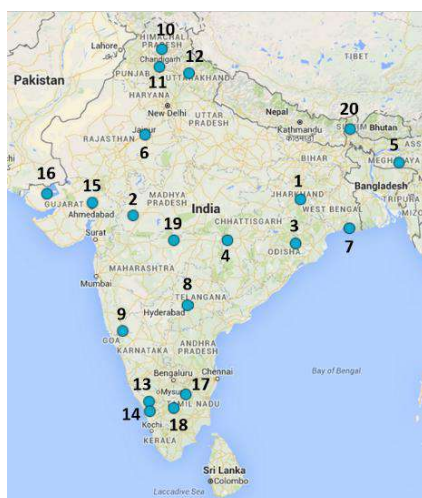 10
HIMACHAL
PRADESH
Lahore
12
Chandigarh
TIBET
PUNJAB
11
UTTARAKHAND
Pakistan
HARYANA
New Delhi
20
Nepal
UTTAR
PRADESH
Kathmandu
SIKKIM
Bhutan
5
Jaipur
RAJASTHAN
6
BIHAR
MEGHALAYA
16
15
2
MADHYA
PRADESH
1
JHARKHAND
Bangladesh
GUJARAT
Ahmedabad
India
WEST BENGAL
TRIPURA
19
CHHATTISGARH
3
Surat
4
ODISHA
7
MAHARASHTRA
Mumbai
8
TELANGANA
Hyderabad
9
GOA
KARNATAKA
ANDHRA
PRADESH
Bay of Bengal
Bengaluru
Chennai
13
Mysuru
17
TAMIL NADU
14
Kochi
18
KERALA
Sri Lanka
Colombo
Laccadive Sea